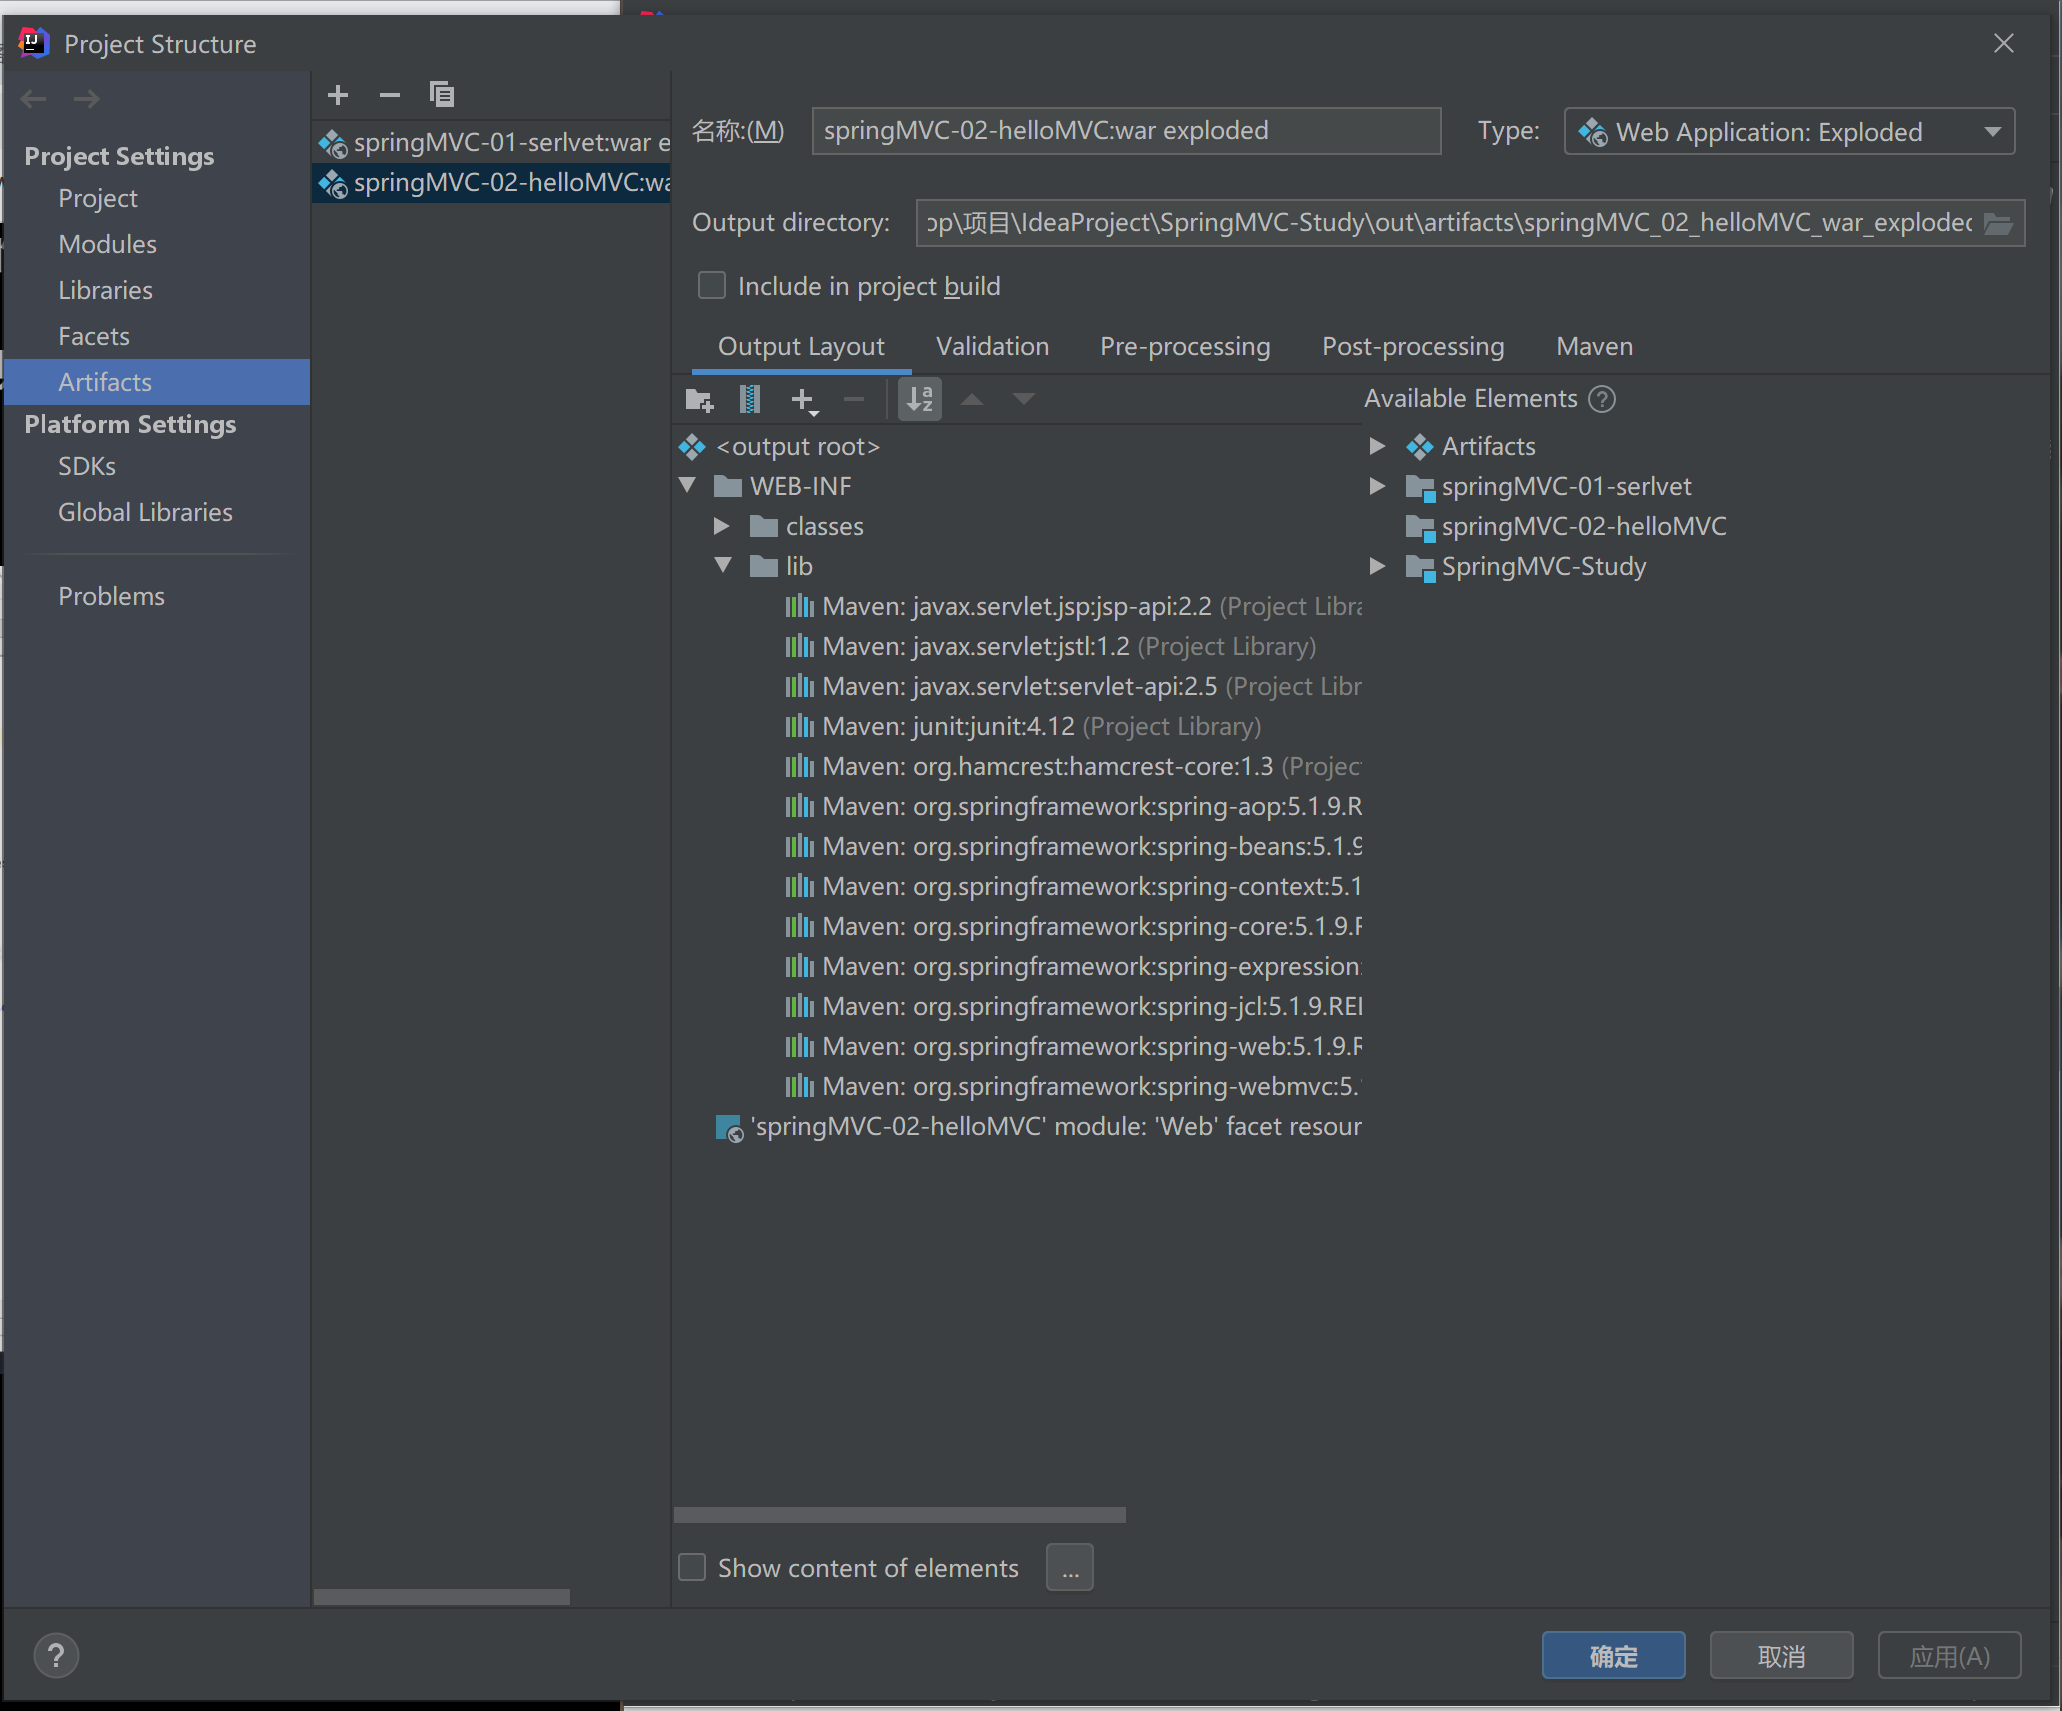 Project Structure
Project Settings
Project
Modules
Libraries
Facets
Artifacts
Platform Settings
SDKs
Global Libraries
Problems
springMVC-01-serlvet:war e
springMVC-02-helloMVC:wa
名称:(M)
springMVC-02-helloMVC:war exploded
Type:
Web Application: Exploded
Output directory:
op\项目\IdeaProject\SpringMVC-Study\out\artifacts\springMVC_02_helloMVC_war_exploded
Include in project build
Output Layout
Validation
Pre-processing
Post-processing
Maven
<output root>
WEB-INF
classes
lib
Maven: javax.servlet.jsp:jsp-api:2.2 (Project Libra
Maven: javax.servlet:jstl:1.2 (Project Library)
Maven: javax.servlet:servlet-api:2.5 (Project Libr
Maven: junit:junit:4.12 (Project Library)
Maven: org.hamcrest:hamcrest-core:1.3 (Projec
Maven: org.springframework:spring-aop:5.1.9.R
Maven: org.springframework:spring-beans:5.1.9
Maven: org.springframework:spring-context:5.1
Maven: org.springframework:spring-core:5.1.9.R
Maven: org.springframework:spring-expression:
Maven: org.springframework:spring-jcl:5.1.9.REL
Maven: org.springframework:spring-web:5.1.9.R
Maven: org.springframework:spring-webmvc:5.
'springMVC-02-helloMVC' module: 'Web' facet resour
Available Elements ?
Artifacts
springMVC-01-serlvet
springMVC-02-helloMVC
SpringMVC-Study
Show content of elements
...
?
确定
取消
应用(A)